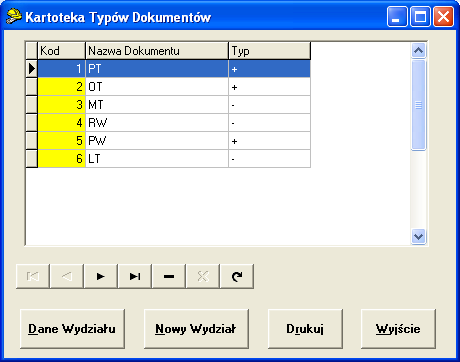 Kartoteka Typów Dokumentów
Kod Nazwa Dokumentu Typ
1 PT +
2 OT +
3 MT -
4 RW -
5 PW +
6 LT -
Dane Wydziału Nowy Wydział Drukuj Wyjście